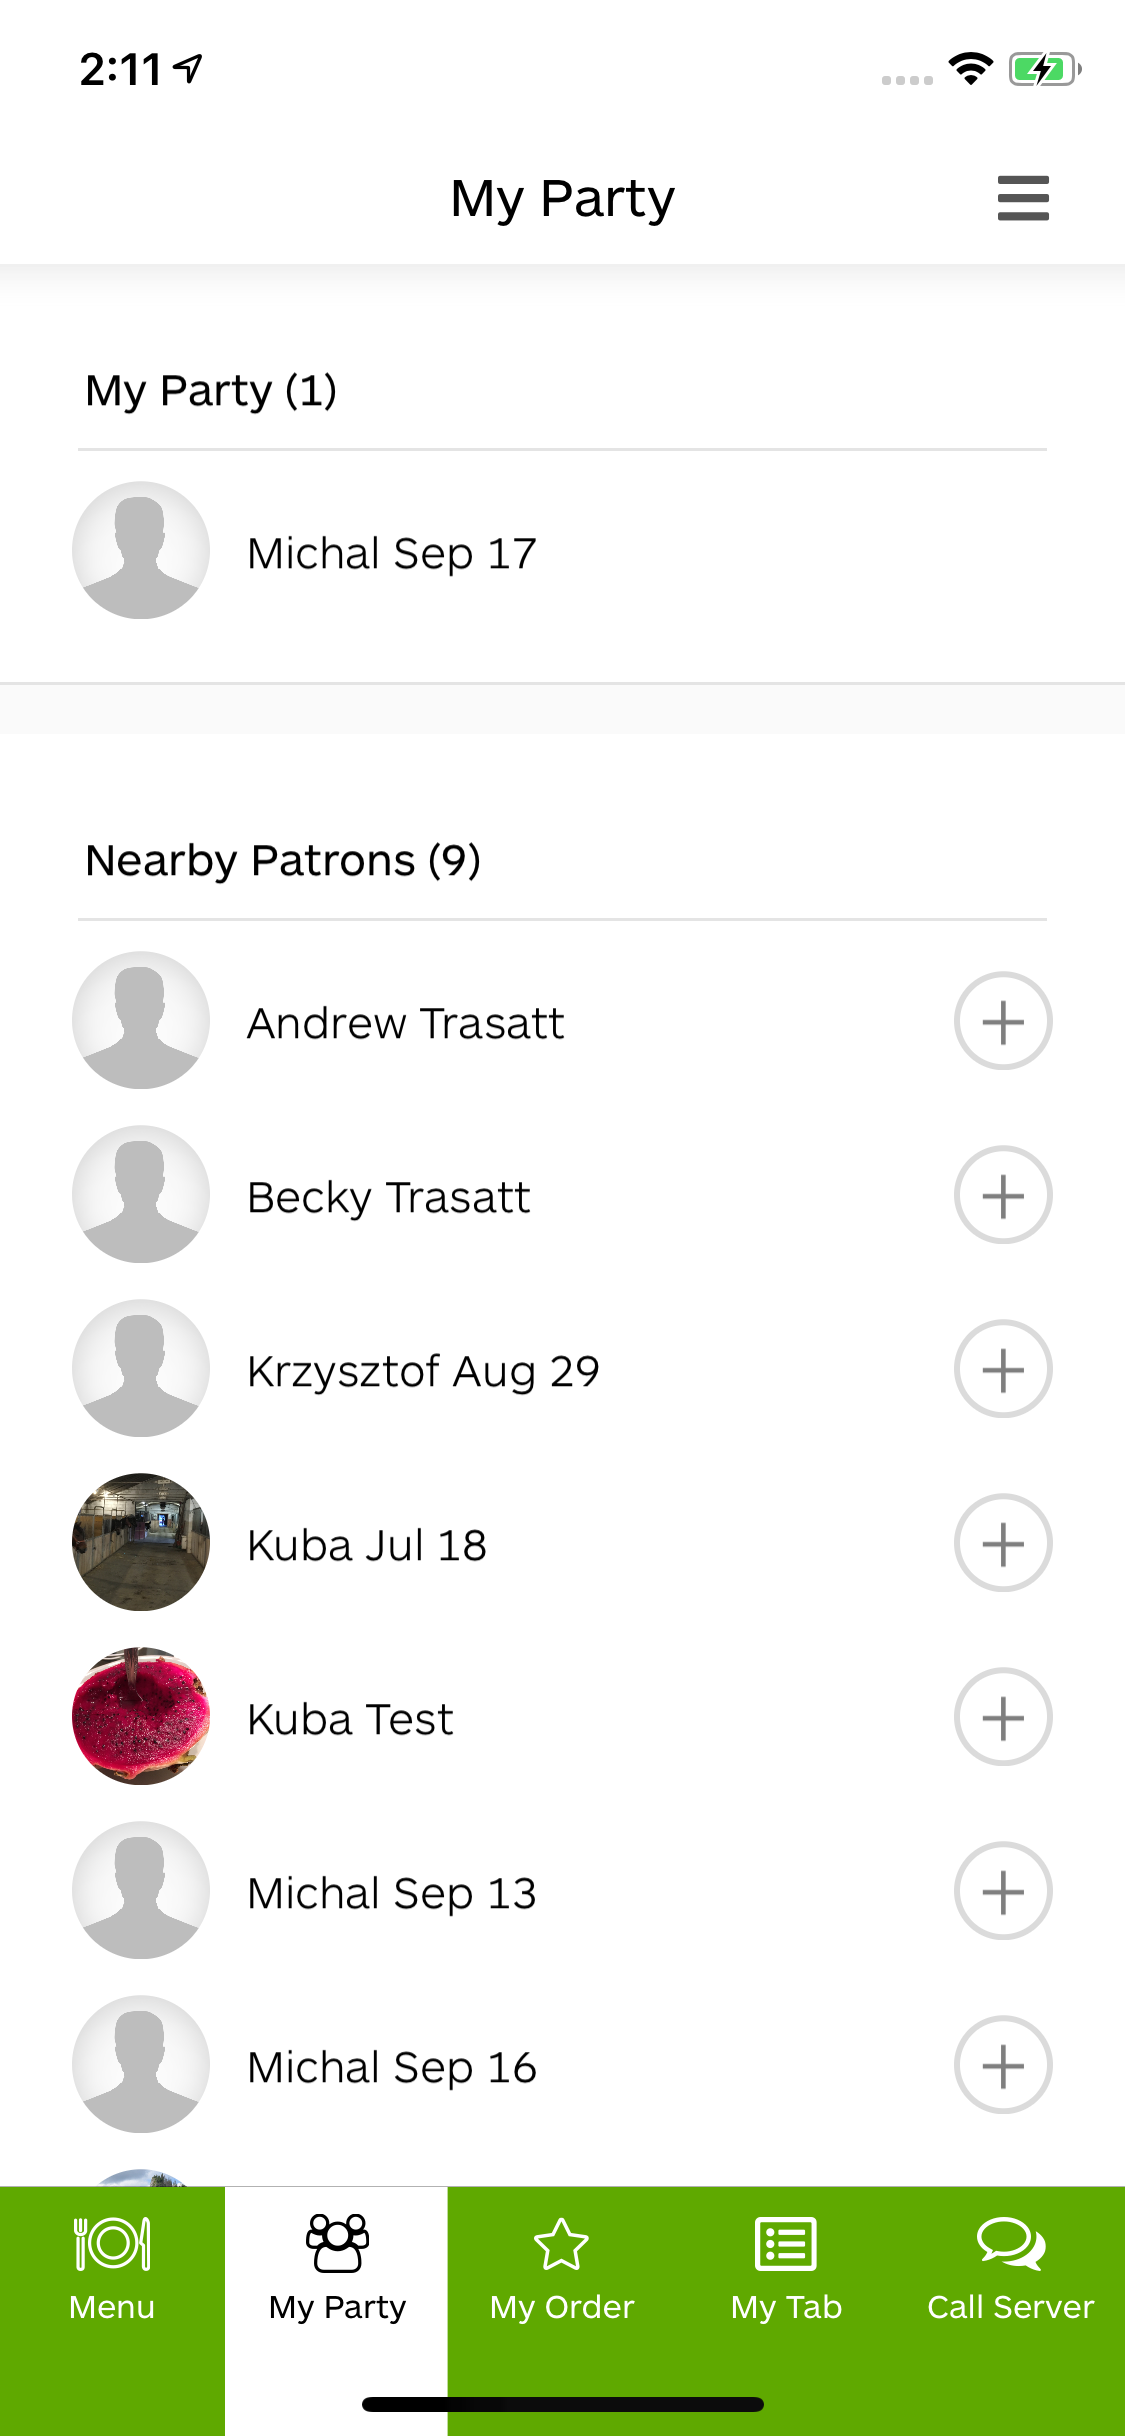 2:11
My Party
My Party (1)
Michal Sep 17
Nearby Patrons (9)
Andrew Trasatt
Becky Trasatt
Krzysztof Aug 29
Kuba Jul 18
Kuba Test
Michal Sep 13
Michal Sep 16
Menu
My Party
My Order
My Tab
Call Server